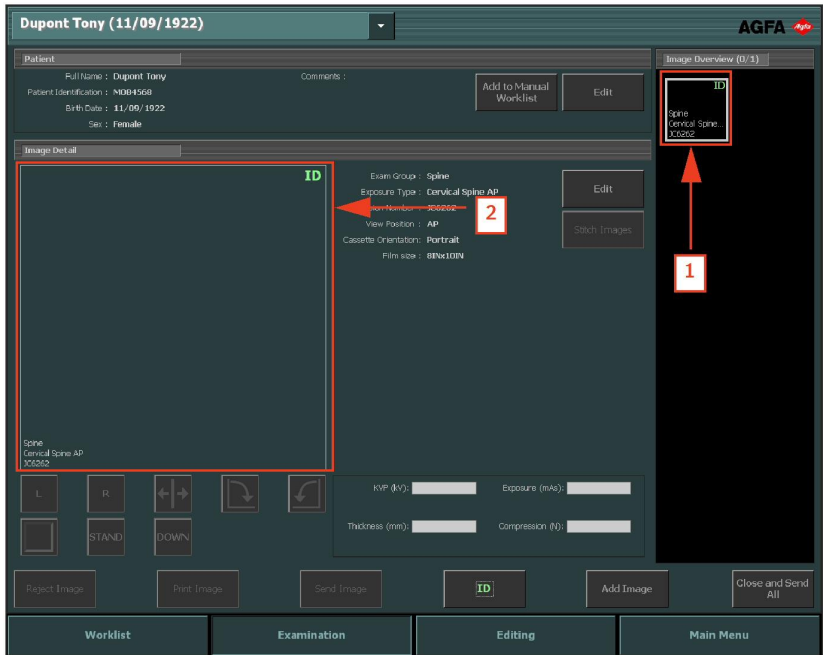 Dupont Tony (11/09/1922)
AGFA Agfa
Patient
Full Name : Dupont Tony
Comments :
Patient Identification : M084568
Birth Date : 11/09/1922
Sex : Female
Add to Manual Worklist
Edit
Image Overview (0/1)
ID
Spine
Cervical Spine...
JC6262
1
Image Detail
ID
2
Spine
Cervical Spine AP
JC6262
Exam Group : Spine
Exposure Type : Cervical Spine AP
Number : JC6262
View Position : AP
Cassette Orientation: Portrait
Film size : 8INx10IN
Edit
Stitch Images
L
R
STAND
DOWN
KVP (kV):
Exposure (mAs):
Thickness (mm):
Compression (N):
Reject Image
Print Image
Send Image
ID
Add Image
Close and Send All
Worklist
Examination
Editing
Main Menu